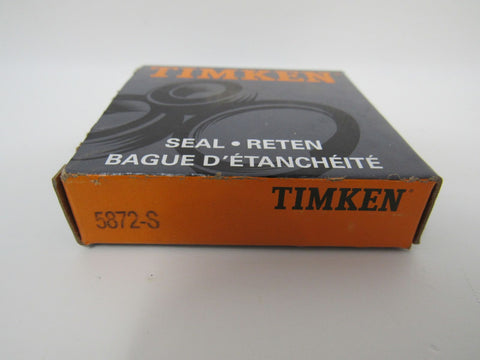 TIMKEN
SEAL • RETEN
BAGUE D'ÉTANCHÉITÉ
TIMKEN®
5872-S